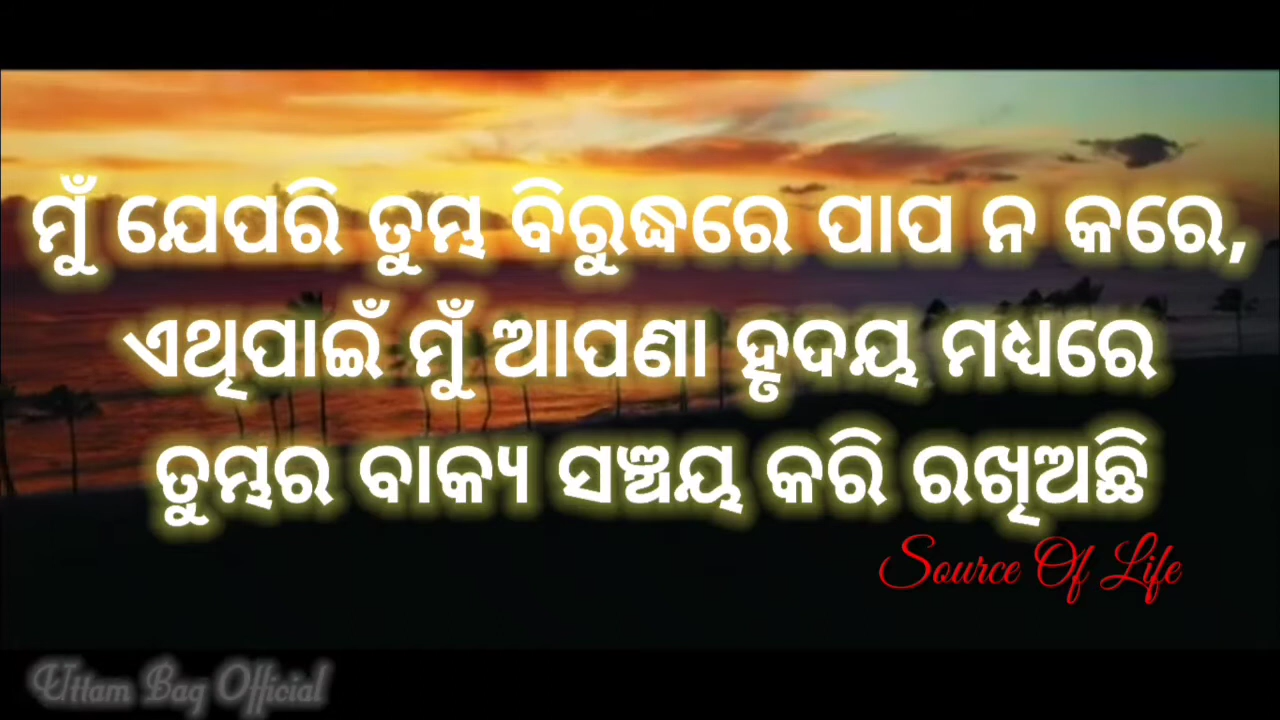 ମୁଁ ଯେପରି ତୁମ୍ଭ ବିରୁଦ୍ଧରେ ପାପ ନ କରେ,
ଏଥିପାଇଁ ମୁଁ ଆପଣା ହୃଦୟ ମଧ୍ୟରେ
ତୁମ୍ଭର ବାକ୍ୟ ସଞ୍ଚୟ କରି ରଖିଅଛି
Source Of Life
Uttam Bag Official